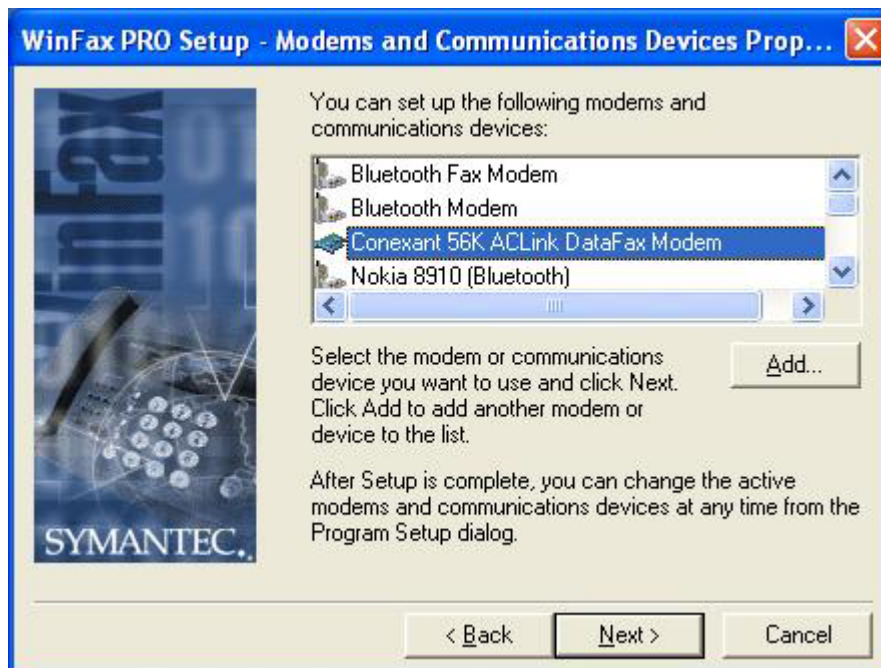 WinFax PRO Setup - Modems and Communications Devices Prop...
WinFax
You can set up the following modems and
communications devices:
Bluetooth Fax Modem
Bluetooth Modem
Conexant 56K ACLink DataFax Modem
Nokia 8910 (Bluetooth)
Select the modem or communications
device you want to use and click Next.
Click Add to add another modem or
device to the list.
Add...
After Setup is complete, you can change the active
modems and communications devices at any time from the
Program Setup dialog.
SYMANTEC.
< Back
Next >
Cancel